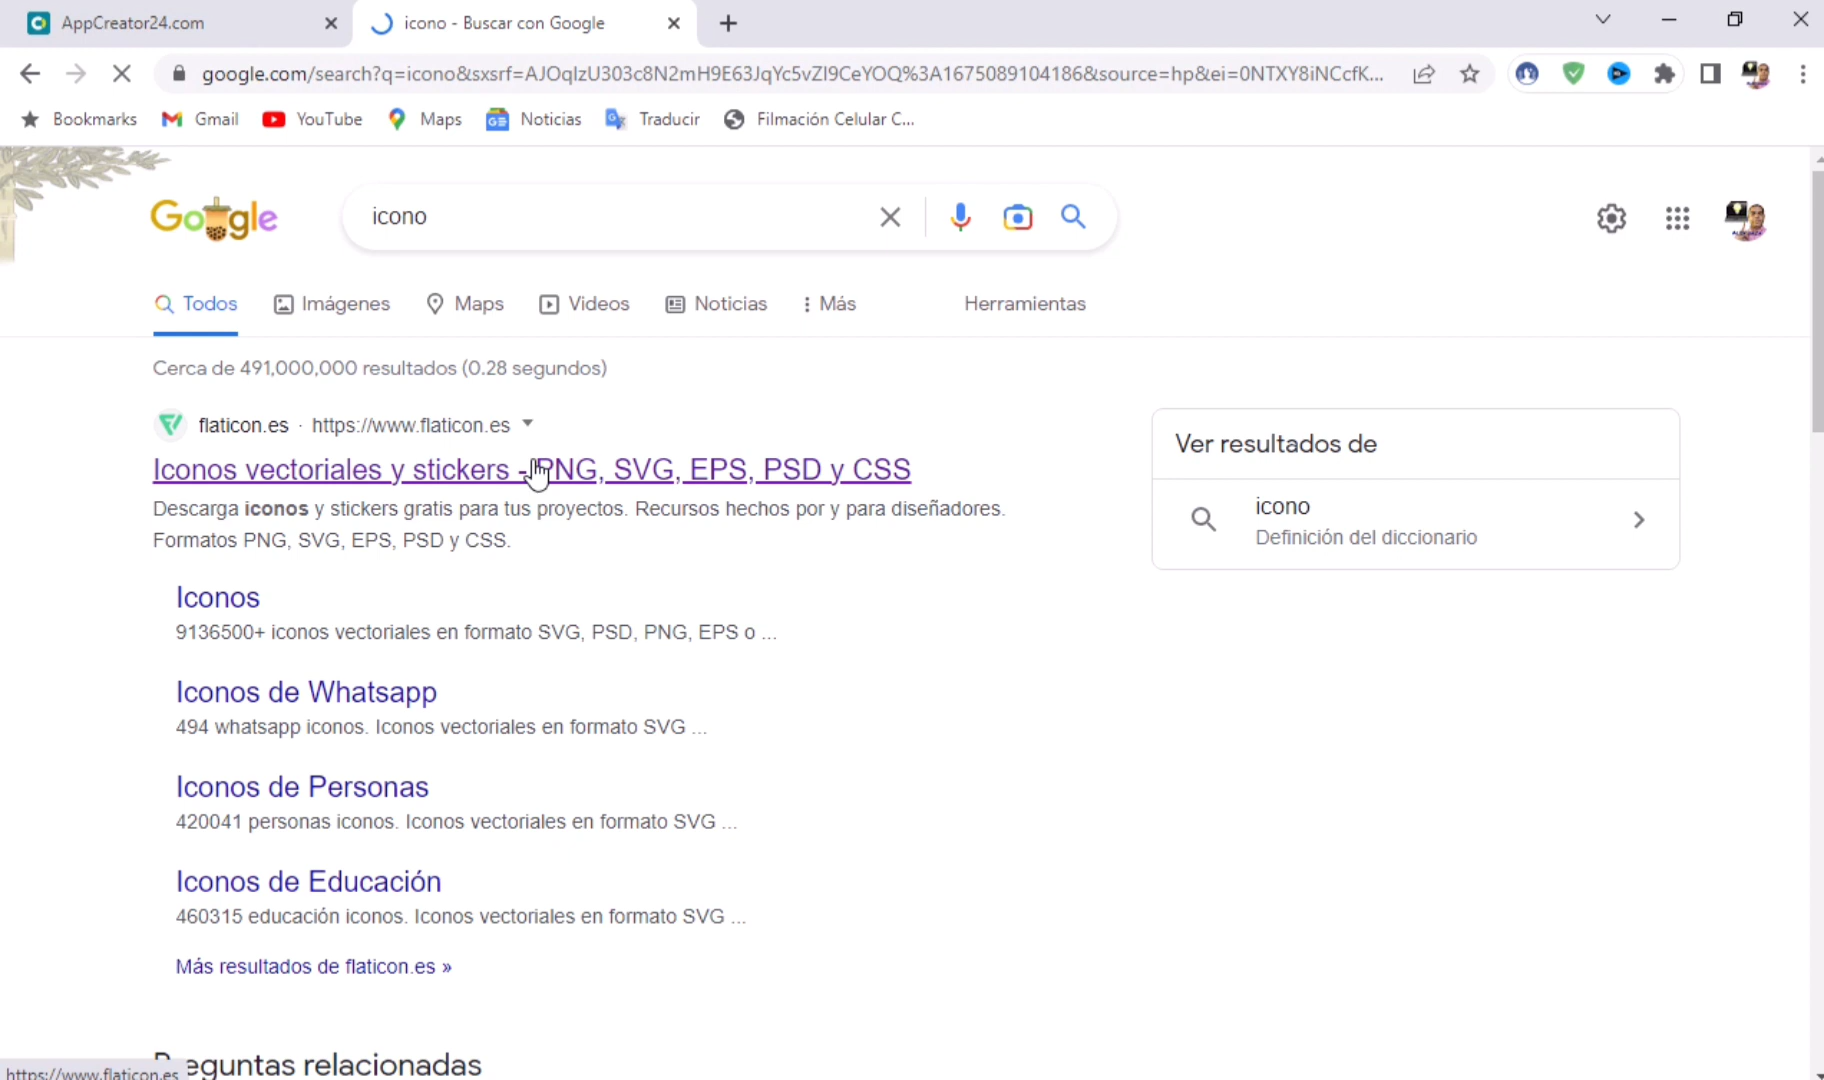 AppCreator24.com
icono - Buscar con Google
google.com/search?q=icono&sxsrf=AJOqlzU303c8N2mH9E63JqYc5vZI9CeYOQ%3A1675089104186&source=hp&ei=0NTXY8iNCcfK...
Bookmarks Gmail YouTube Maps Noticias Traducir Filmación Celular C...
Google icono
Todos Imágenes Maps Videos Noticias Más Herramientas
Cerca de 491,000,000 resultados (0.28 segundos)
flaticon.es · https://www.flaticon.es
Iconos vectoriales y stickers - PNG, SVG, EPS, PSD y CSS
Descarga iconos y stickers gratis para tus proyectos. Recursos hechos por y para diseñadores.
Formatos PNG, SVG, EPS, PSD y CSS.
Iconos
9136500+ iconos vectoriales en formato SVG, PSD, PNG, EPS o ...
Iconos de Whatsapp
494 whatsapp iconos. Iconos vectoriales en formato SVG ...
Iconos de Personas
420041 personas iconos. Iconos vectoriales en formato SVG ...
Iconos de Educación
460315 educación iconos. Iconos vectoriales en formato SVG ...
Más resultados de flaticon.es »
Ver resultados de
icono
Definición del diccionario
Preguntas relacionadas
https://www.flaticon.es